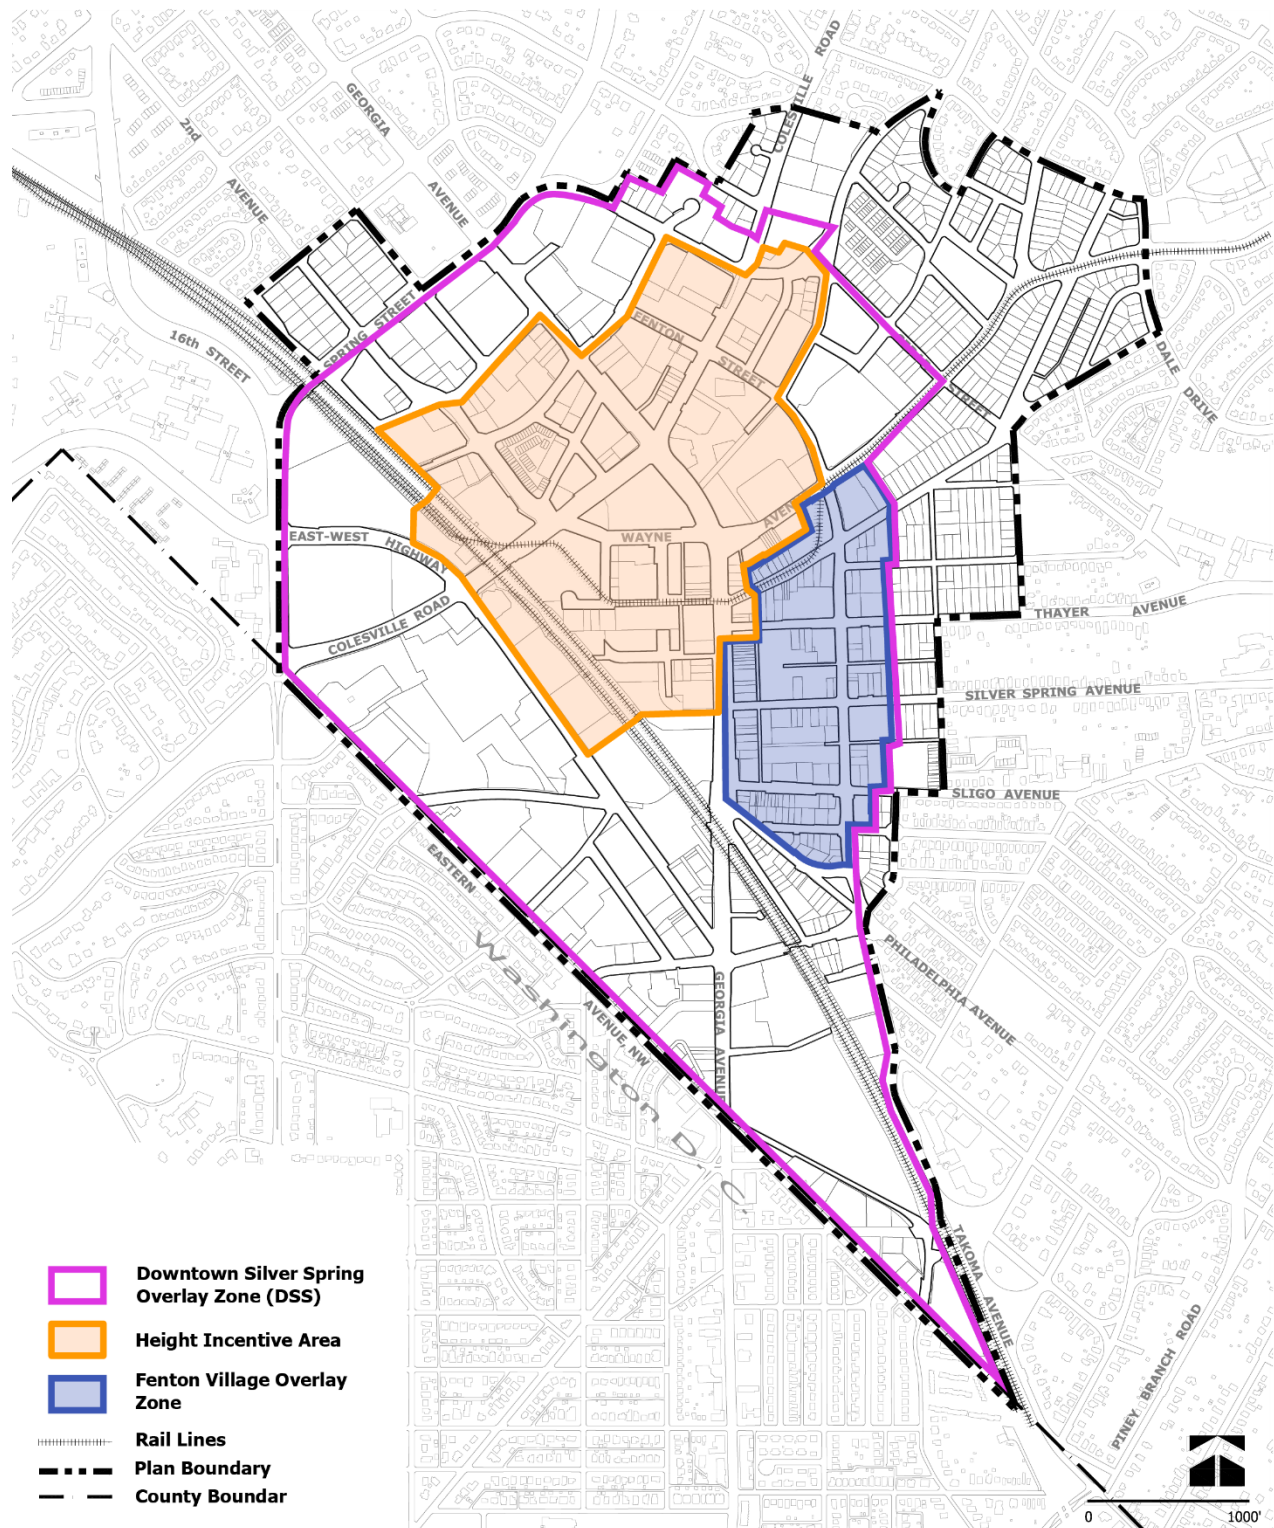 ROAD
COLESVILLE
GEORGIA
AVENUE
2nd
AVENUE
16th STREET
SPRING STREET
FENTON
STREET
STREET
DALE DRIVE
EAST-WEST
HIGHWAY
WAYNE
AVENUE
COLESVILLE ROAD
THAYER AVENUE
SILVER SPRING AVENUE
SLIGO AVENUE
EASTERN
AVENUE, NW
Washington D. C.
GEORGIA AVENUE
PHILADELPHIA AVENUE
TAKOMA AVENUE
PINEY BRANCH ROAD
Downtown Silver Spring
Overlay Zone (DSS)
Height Incentive Area
Fenton Village Overlay
Zone
Rail Lines
Plan Boundary
County Boundar
0 1000'